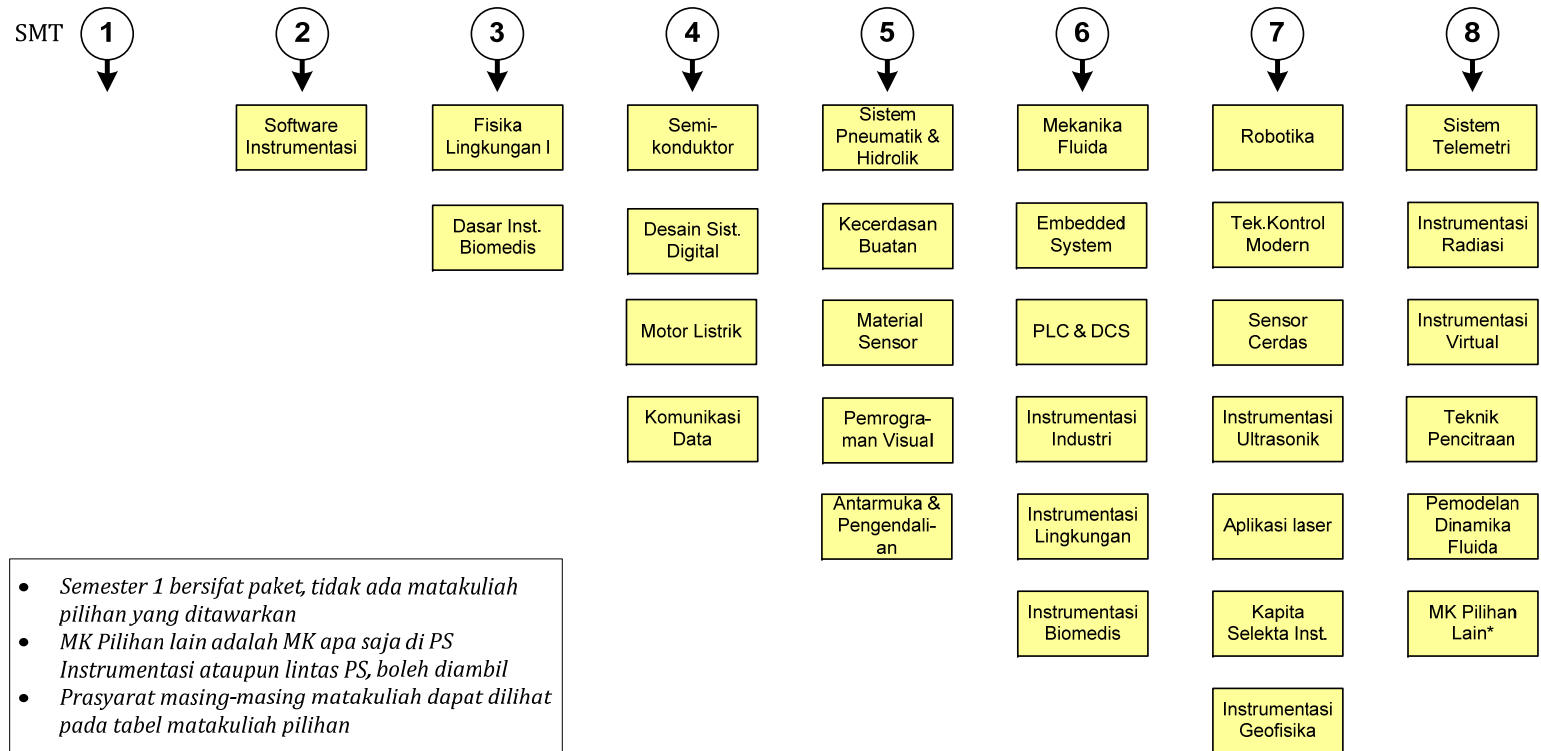 SMT 1 2 3 4 5 6 7 8
Software
Instrumentasi
Fisika
Lingkungan I
Semi-
konduktor
Sistem
Pneumatik &
Hidrolik
Mekanika
Fluida
Robotika
Sistem
Telemetri
Dasar Inst.
Biomedis
Desain Sist.
Digital
Kecerdasan
Buatan
Embedded
System
Tek.Kontrol
Modern
Instrumentasi
Radiasi
Motor Listrik
Material
Sensor
PLC & DCS
Sensor
Cerdas
Instrumentasi
Virtual
Komunikasi
Data
Pemrogra-
man Visual
Instrumentasi
Industri
Instrumentasi
Ultrasonik
Teknik
Pencitraan
Antarmuka &
Pengendali-
an
Instrumentasi
Lingkungan
Aplikasi laser
Pemodelan
Dinamika
Fluida
Instrumentasi
Biomedis
Kapita
Selekta Inst.
MK Pilihan
Lain*
Instrumentasi
Geofisika
• Semester 1 bersifat paket, tidak ada matakuliah
pilihan yang ditawarkan
• MK Pilihan lain adalah MK apa saja di PS
Instrumentasi ataupun lintas PS, boleh diambil
• Prasyarat masing-masing matakuliah dapat dilihat
pada tabel matakuliah pilihan